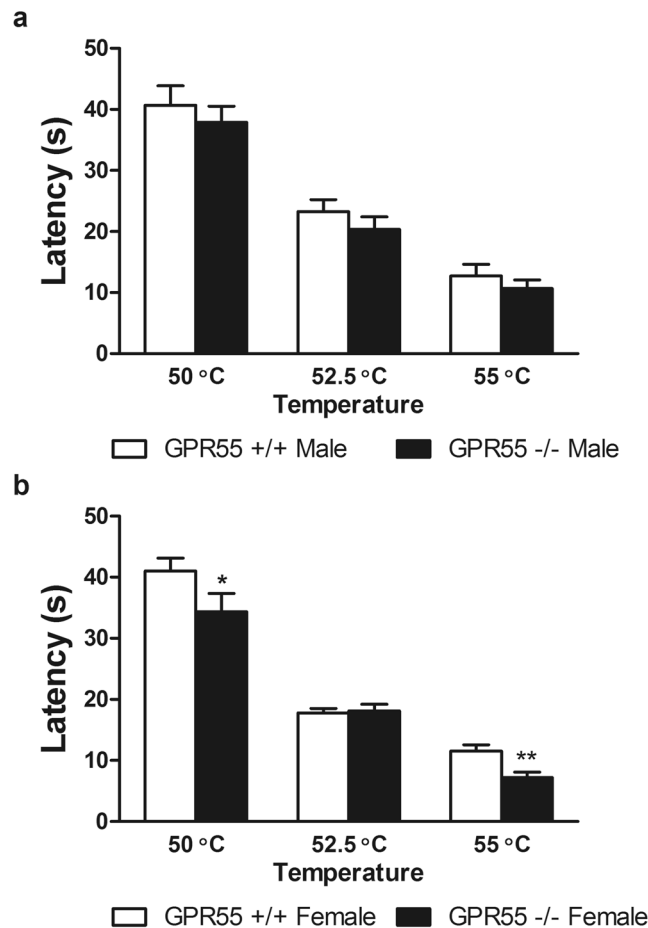 a
50
40
30
20
10
0
Latency (s)
50 °C 52.5 °C 55 °C
Temperature
GPR55 +/+ Male GPR55 -/- Male
b
50
40
30
20
10
0
Latency (s)
*
**
50 °C 52.5 °C 55 °C
Temperature
GPR55 +/+ Female GPR55 -/- Female